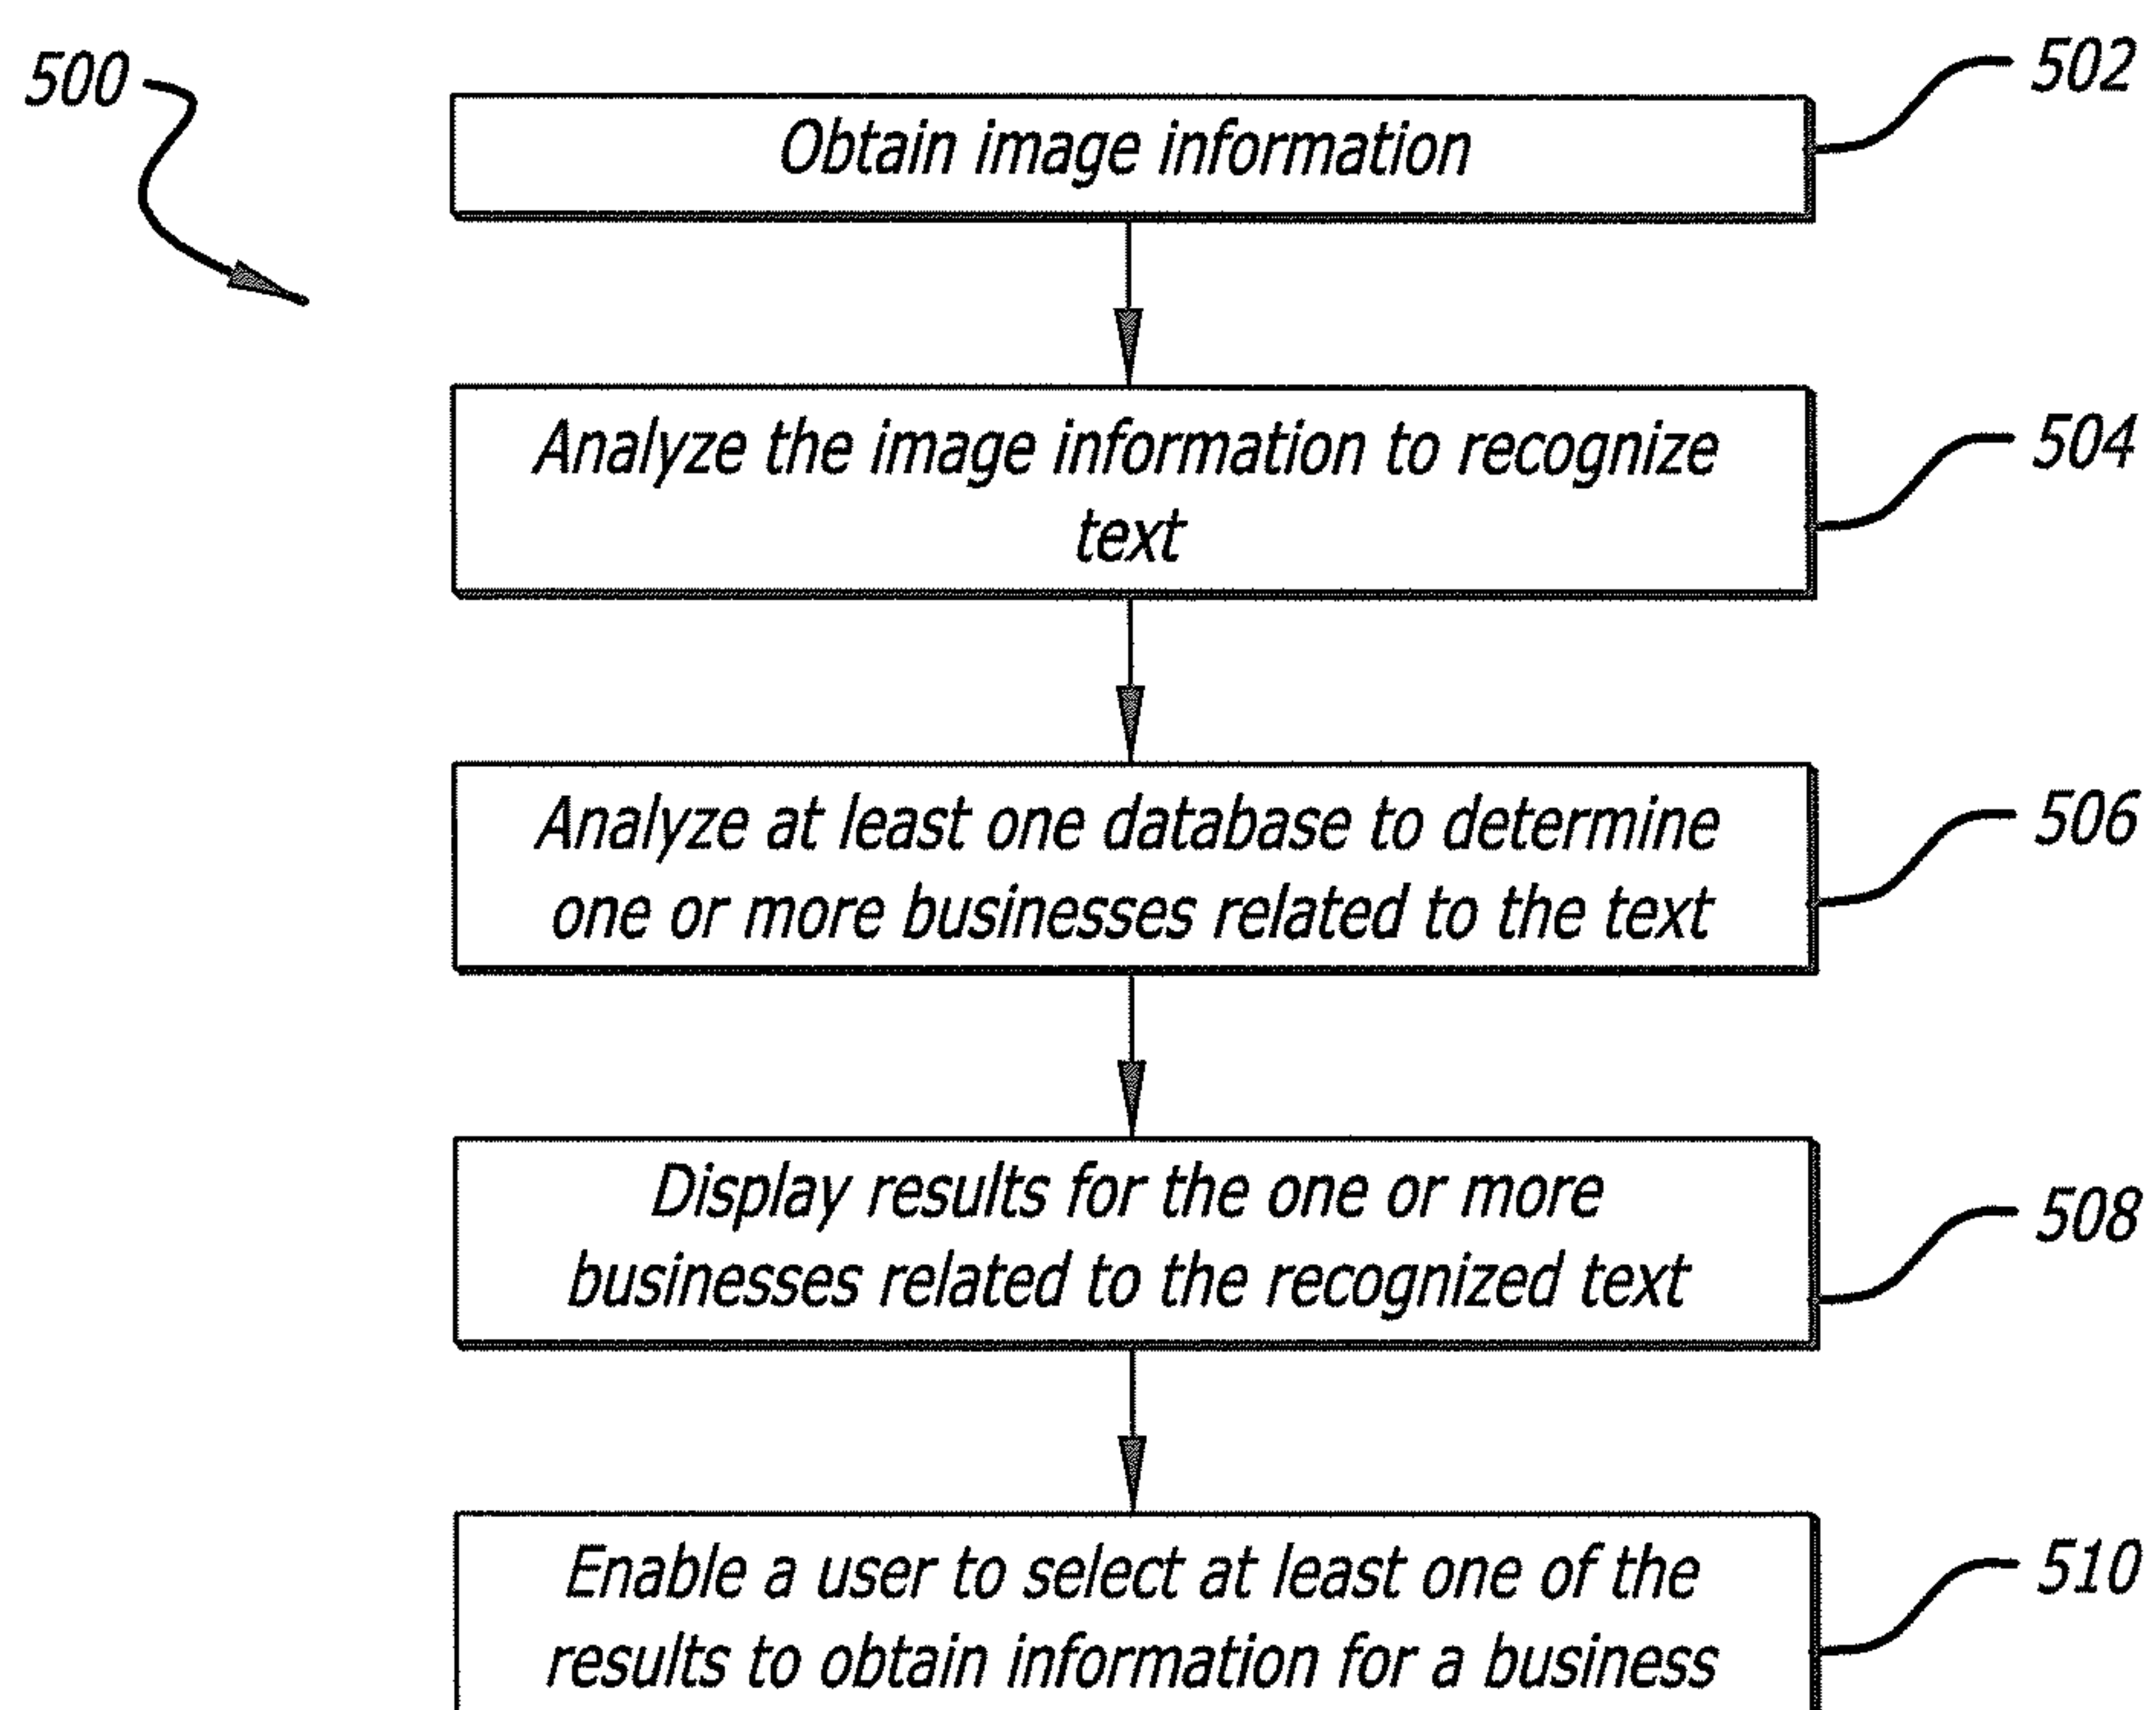 500
502
Obtain image information
504
Analyze the image information to recognize
text
506
Analyze at least one database to determine
one or more businesses related to the text
508
Display results for the one or more
businesses related to the recognized text
510
Enable a user to select at least one of the
results to obtain information for a business